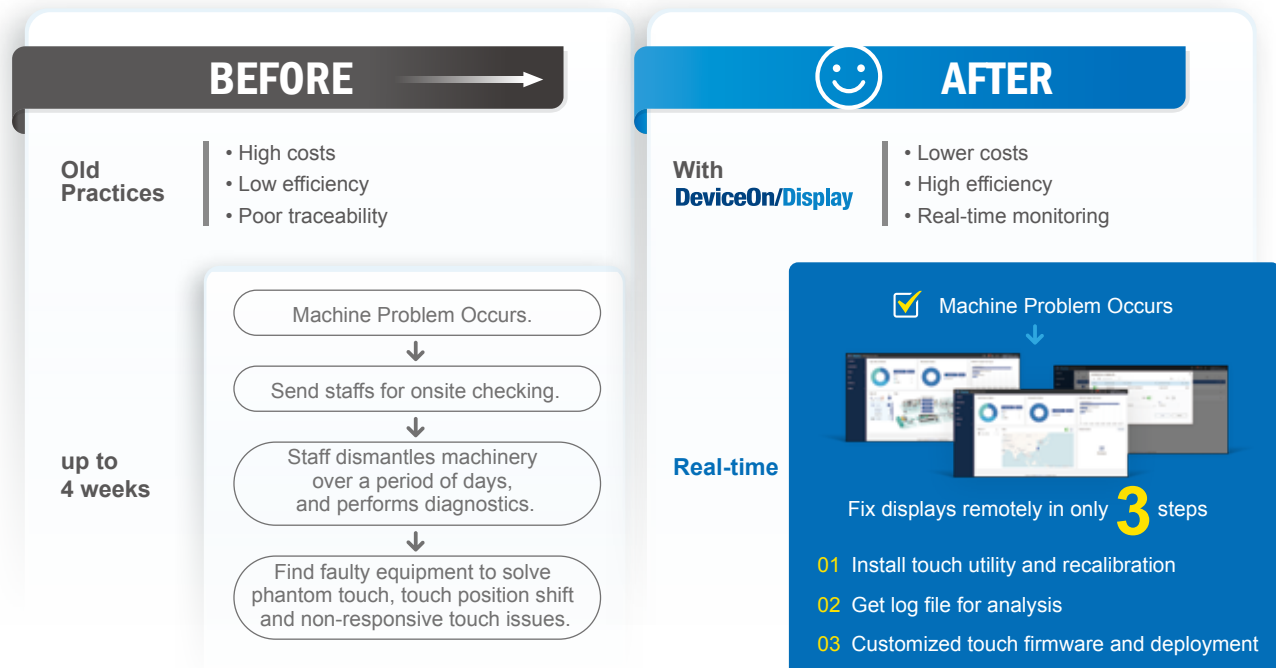 BEFORE
Old
Practices
• High costs
• Low efficiency
• Poor traceability
up to
4 weeks
Machine Problem Occurs.
Send staffs for onsite checking.
Staff dismantles machinery
over a period of days,
and performs diagnostics.
Find faulty equipment to solve
phantom touch, touch position shift
and non-responsive touch issues.
AFTER
With
DeviceOn/Display
• Lower costs
• High efficiency
• Real-time monitoring
Real-time
Machine Problem Occurs
Fix displays remotely in only 3 steps
01 Install touch utility and recalibration
02 Get log file for analysis
03 Customized touch firmware and deployment